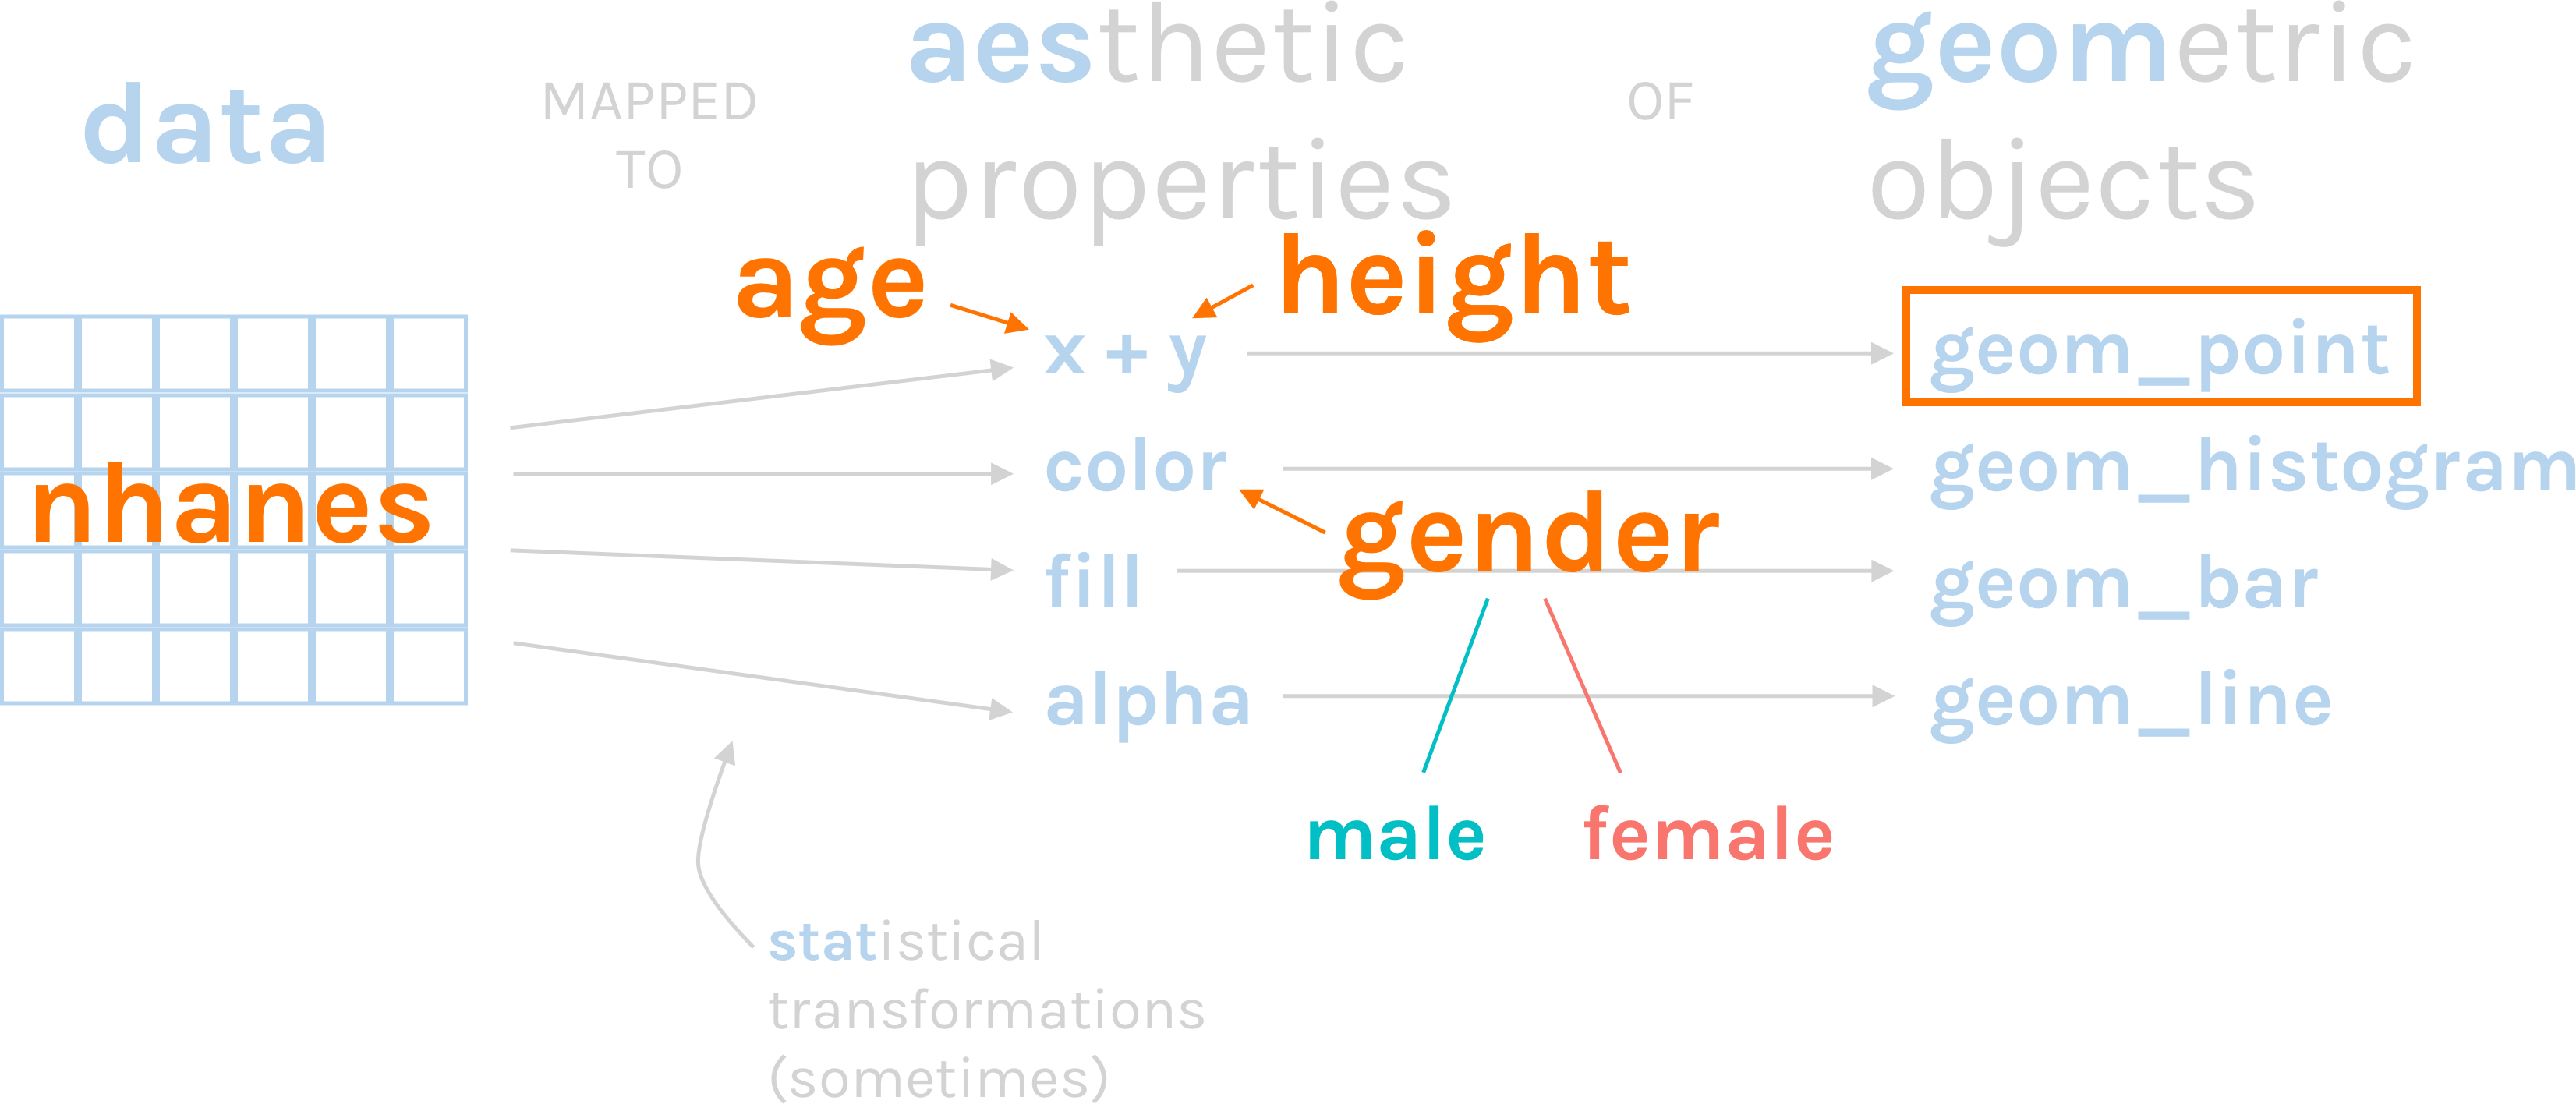 data
MAPPED
TO
aesthetic
properties
OF
geometric
objects
nhanes
age
height
x + y
color
gender
fill
alpha
male
female
geom_point
geom_histogram
geom_bar
geom_line
statistical
transformations
(sometimes)